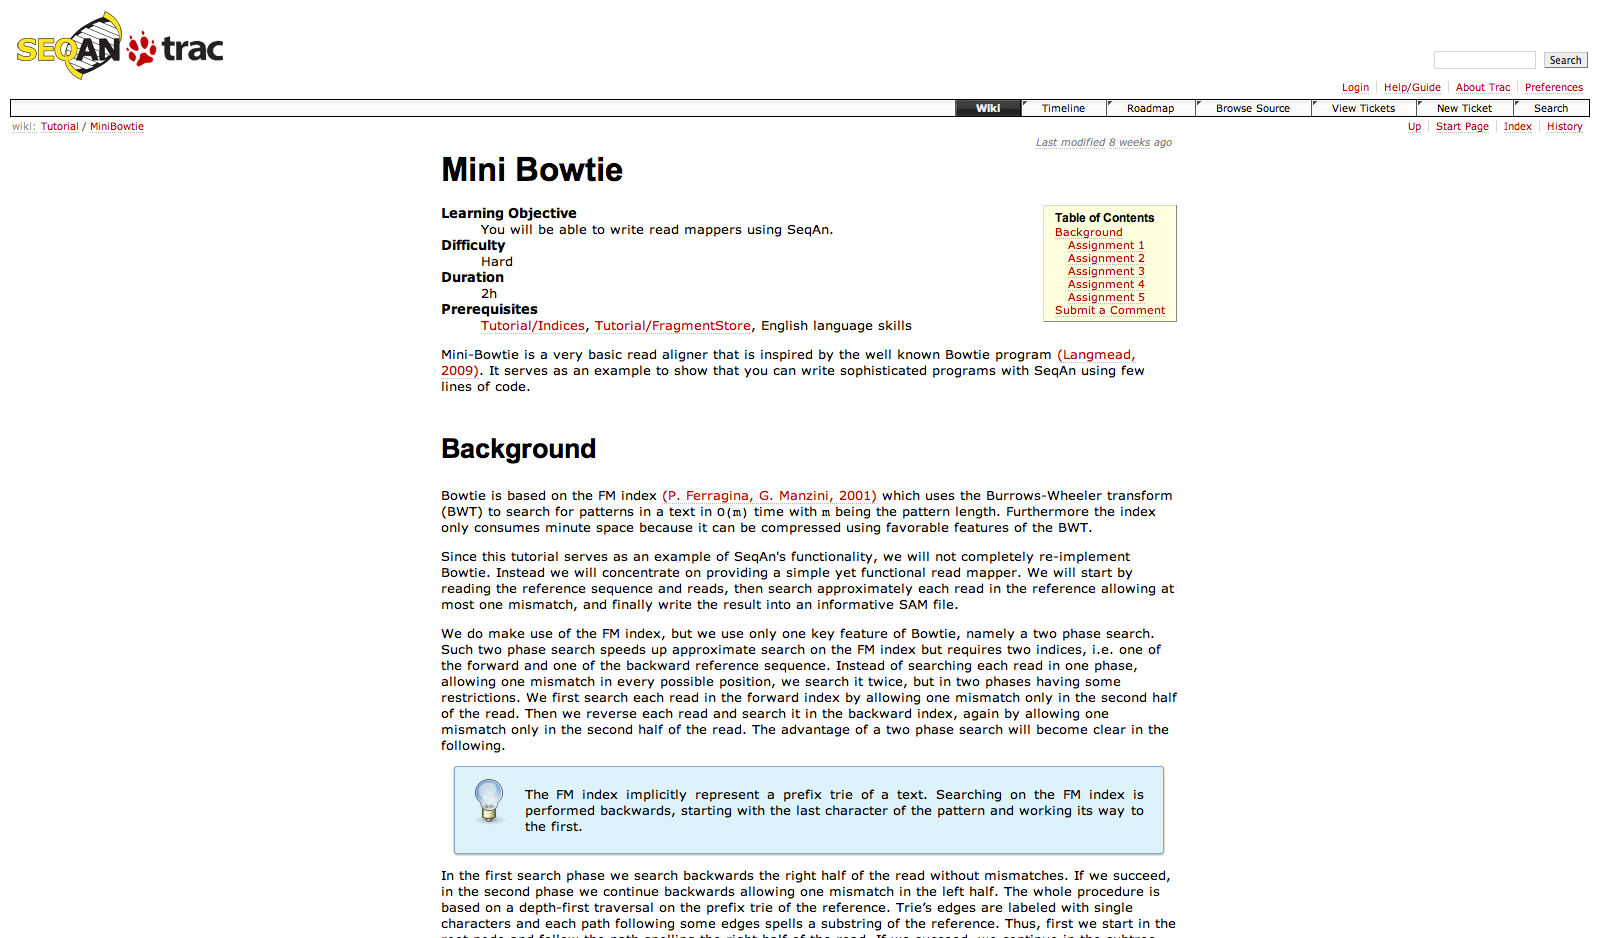 SEQAN trac
Search
Login Help/Guide About Trac Preferences
Wiki Timeline Roadmap Browse Source View Tickets New Ticket Search
wiki: Tutorial / MiniBowtie
Up Start Page Index History
Last modified 8 weeks ago
Mini Bowtie
Learning Objective
You will be able to write read mappers using SeqAn.
Difficulty
Hard
Duration
2h
Prerequisites
Tutorial/Indices, Tutorial/FragmentStore, English language skills
Table of Contents
Background
Assignment 1
Assignment 2
Assignment 3
Assignment 4
Assignment 5
Submit a Comment
Mini-Bowtie is a very basic read aligner that is inspired by the well known Bowtie program (Langmead,
2009). It serves as an example to show that you can write sophisticated programs with SeqAn using few
lines of code.
Background
Bowtie is based on the FM index (P. Ferragina, G. Manzini, 2001) which uses the Burrows-Wheeler transform
(BWT) to search for patterns in a text in O(m) time with m being the pattern length. Furthermore the index
only consumes minute space because it can be compressed using favorable features of the BWT.
Since this tutorial serves as an example of SeqAn's functionality, we will not completely re-implement
Bowtie. Instead we will concentrate on providing a simple yet functional read mapper. We will start by
reading the reference sequence and reads, then search approximately each read in the reference allowing at
most one mismatch, and finally write the result into an informative SAM file.
We do make use of the FM index, but we use only one key feature of Bowtie, namely a two phase search.
Such two phase search speeds up approximate search on the FM index but requires two indices, i.e. one of
the forward and one of the backward reference sequence. Instead of searching each read in one phase,
allowing one mismatch in every possible position, we search it twice, but in two phases having some
restrictions. We first search each read in the forward index by allowing one mismatch only in the second half
of the read. Then we reverse each read and search it in the backward index, again by allowing one
mismatch only in the second half of the read. The advantage of a two phase search will become clear in the
following.
The FM index implicitly represent a prefix trie of a text. Searching on the FM index is
performed backwards, starting with the last character of the pattern and working its way to
the first.
In the first search phase we search backwards the right half of the read without mismatches. If we succeed,
in the second phase we continue backwards allowing one mismatch in the left half. The whole procedure is
based on a depth-first traversal on the prefix trie of the reference. Trie’s edges are labeled with single
characters and each path following some edges spells a substring of the reference. Thus, first we start in the
root node and follow the path spelling the right half of the read. If we succeed, we continue in the subtree